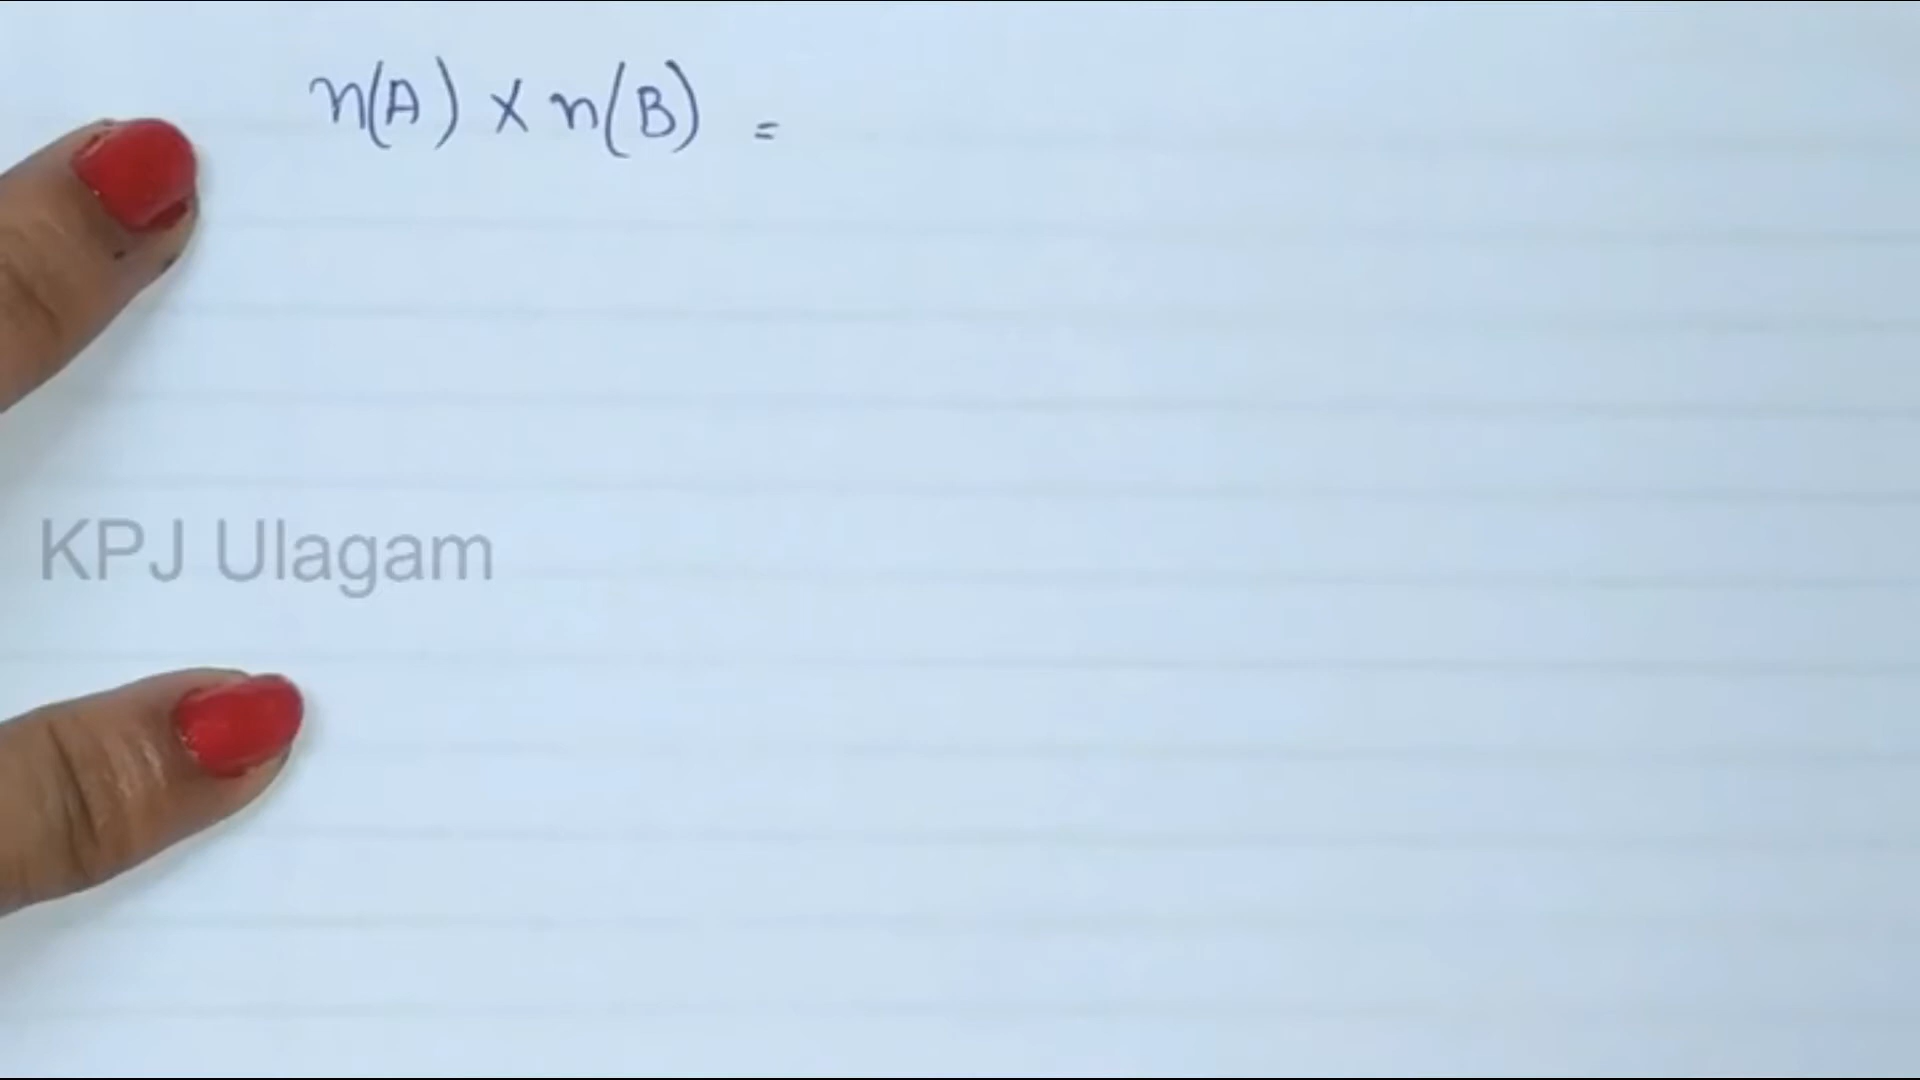 n(A) × n(B) =
KPJ Ulagam